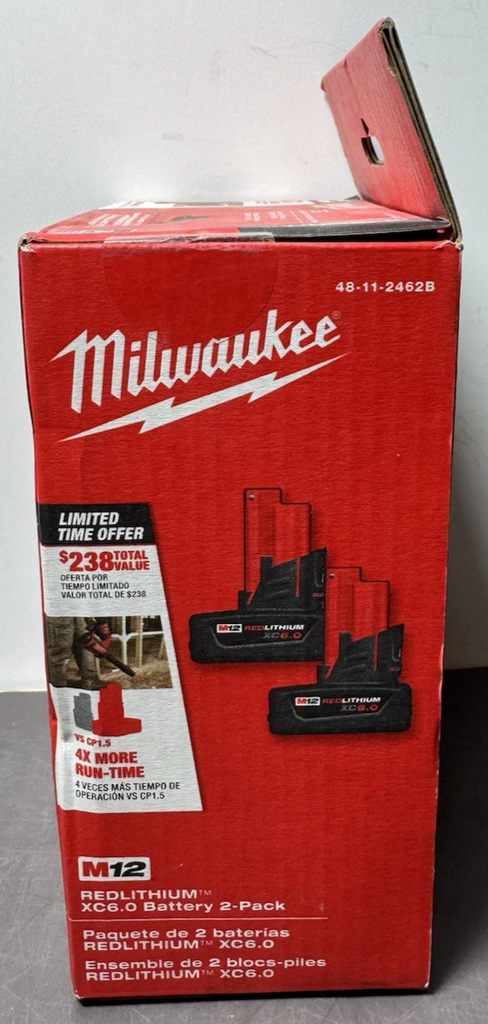 48-11-2462B
Milwaukee®
LIMITED
TIME OFFER
$238 TOTAL VALUE
OFERTA POR
TIEMPO LIMITADO
VALOR TOTAL DE $238
M12 REDLITHIUM
XC6.0
M12 REDLITHIUM
XC6.0
VS CP1.5
4X MORE
RUN-TIME
4 VECES MÁS TIEMPO DE
OPERACIÓN VS CP1.5
M12
REDLITHIUM™
XC6.0 Battery 2-Pack
Paquete de 2 baterías
REDLITHIUM™ XC6.0
Ensemble de 2 blocs-piles
REDLITHIUM™ XC6.0